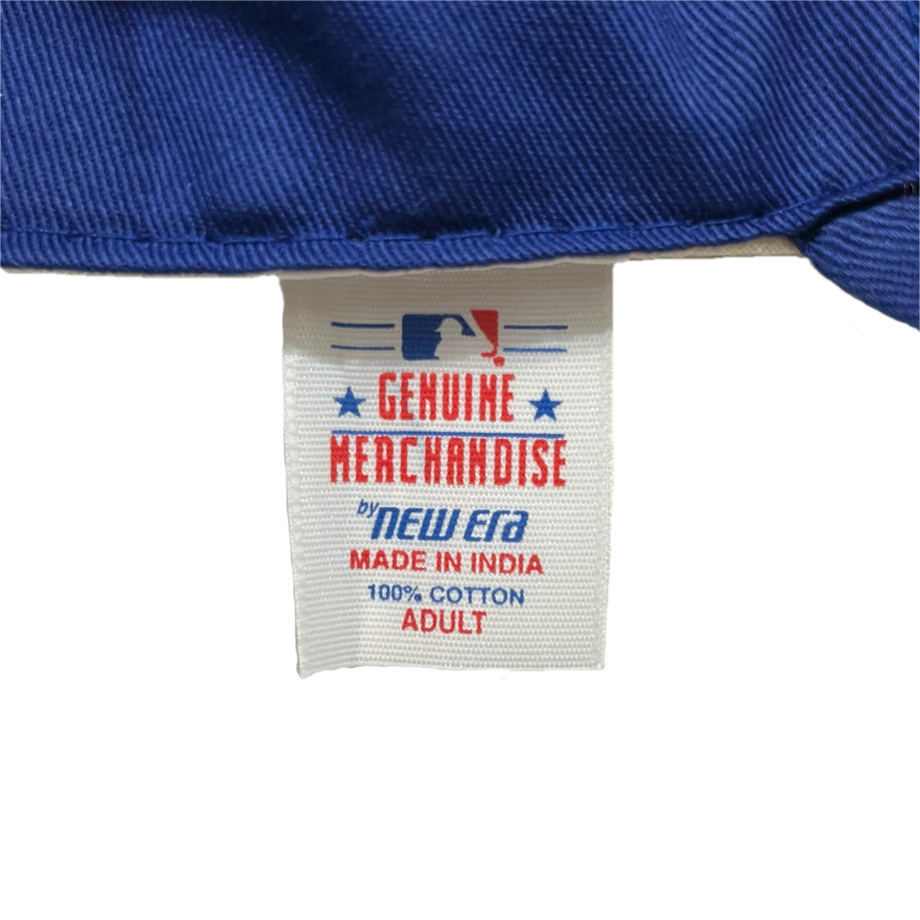 GENUINE
MERCHANDISE
by NEW ERA
MADE IN INDIA
100% COTTON
ADULT